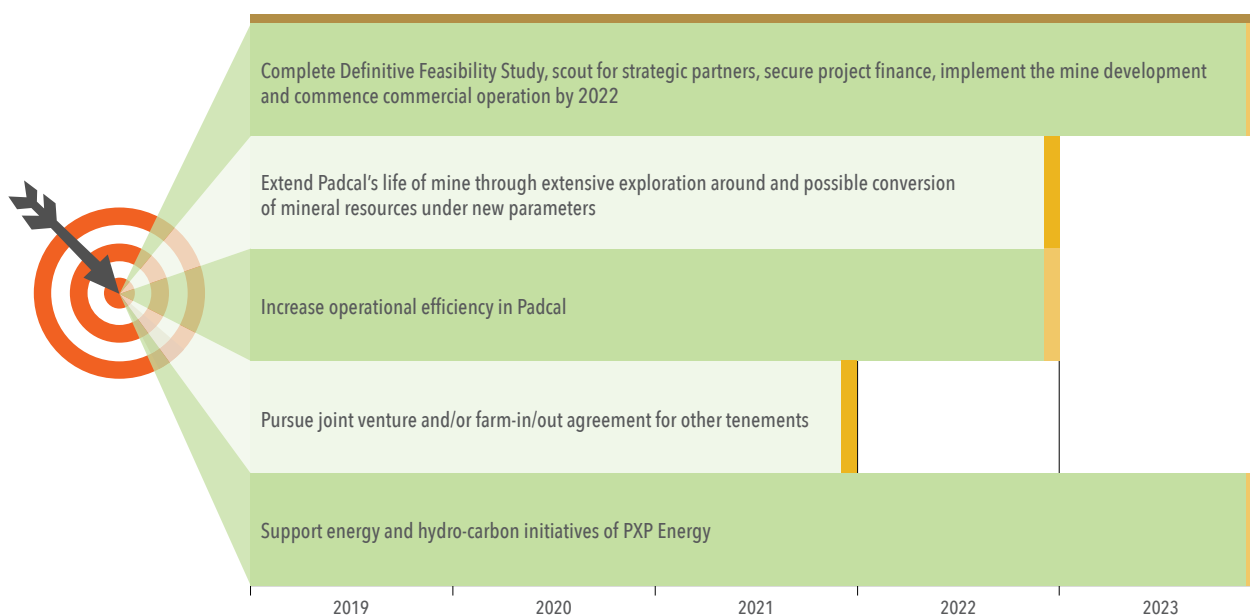 Complete Definitive Feasibility Study, scout for strategic partners, secure project finance, implement the mine development
and commence commercial operation by 2022
Extend Padcal's life of mine through extensive exploration around and possible conversion
of mineral resources under new parameters
Increase operational efficiency in Padcal
Pursue joint venture and/or farm-in/out agreement for other tenements
Support energy and hydro-carbon initiatives of PXP Energy
2019 2020 2021 2022 2023